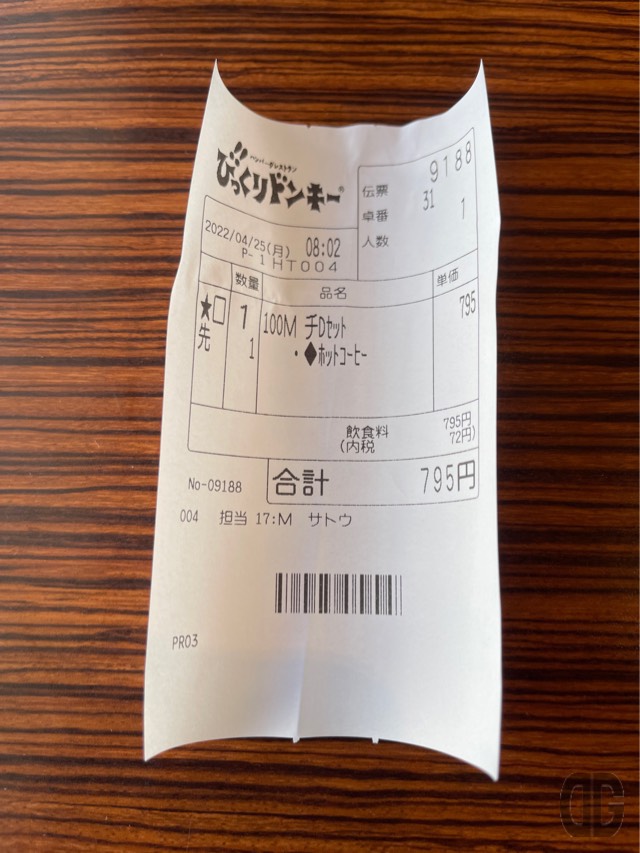 ハンバーグレストラン
びっくりドンキー®
伝票 9188
卓番 31
人数 1
2022/04/25(月) 08:02
P-1HT004
数量 品名 単価
★□ 1 100M チDセット 795
先 1 ・◆ホットコーヒー
飲食料 795円
(内税 72円)
No-09188 合計 795円
004 担当 17:M サトウ
PR03